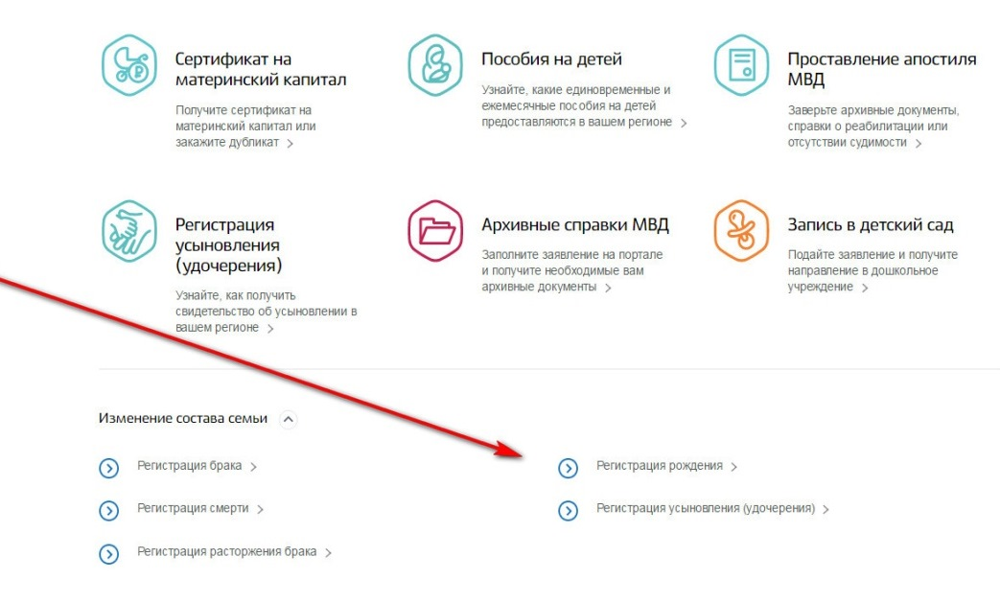 Сертификат на
материнский капитал
Получите сертификат на
материнский капитал или
закажите дубликат
Пособия на детей
Узнайте, какие единовременные и
ежемесячные пособия на детей
предоставляются в вашем регионе
Проставление апостиля
МВД
Заверьте архивные документы,
справки о реабилитации или
отсутствии судимости
Регистрация
усыновления
(удочерения)
Узнайте, как получить
свидетельство об усыновлении в
вашем регионе
Архивные справки МВД
Заполните заявление на портале
и получите необходимые вам
архивные документы
Запись в детский сад
Подайте заявление и получите
направление в дошкольное
учреждение
Изменение состава семьи
Регистрация брака
Регистрация рождения
Регистрация смерти
Регистрация усыновления (удочерения)
Регистрация расторжения брака